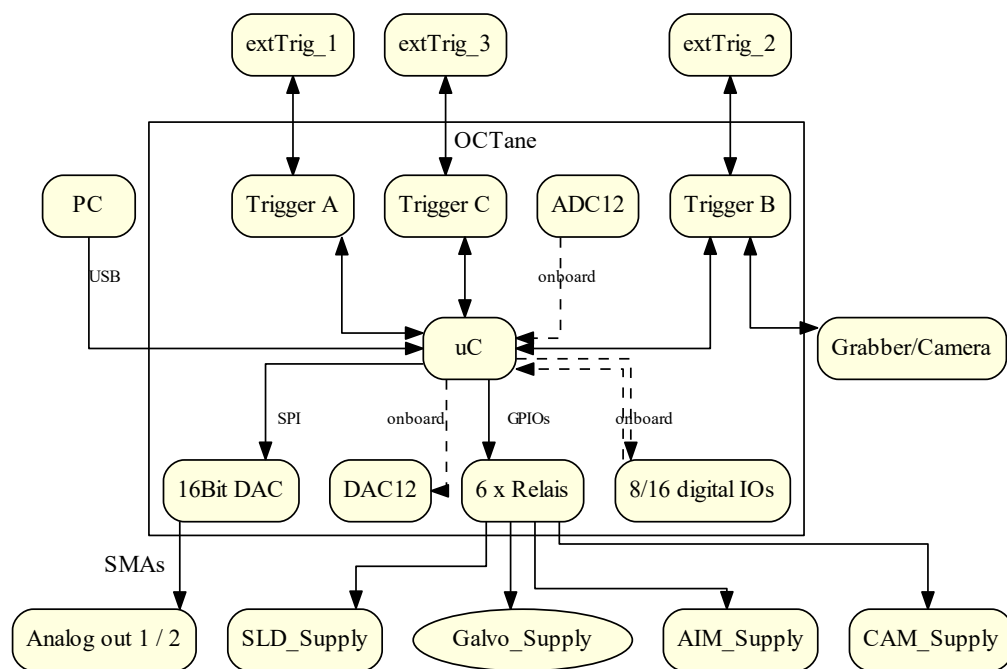 extTrig_1
extTrig_3
extTrig_2
OCTane
PC
Trigger A
Trigger C
ADC12
Trigger B
USB
onboard
uC
Grabber/Camera
SPI
onboard
GPIOs
onboard
16Bit DAC
DAC12
6 x Relais
8/16 digital IOs
SMAs
Analog out 1 / 2
SLD_Supply
Galvo_Supply
AIM_Supply
CAM_Supply